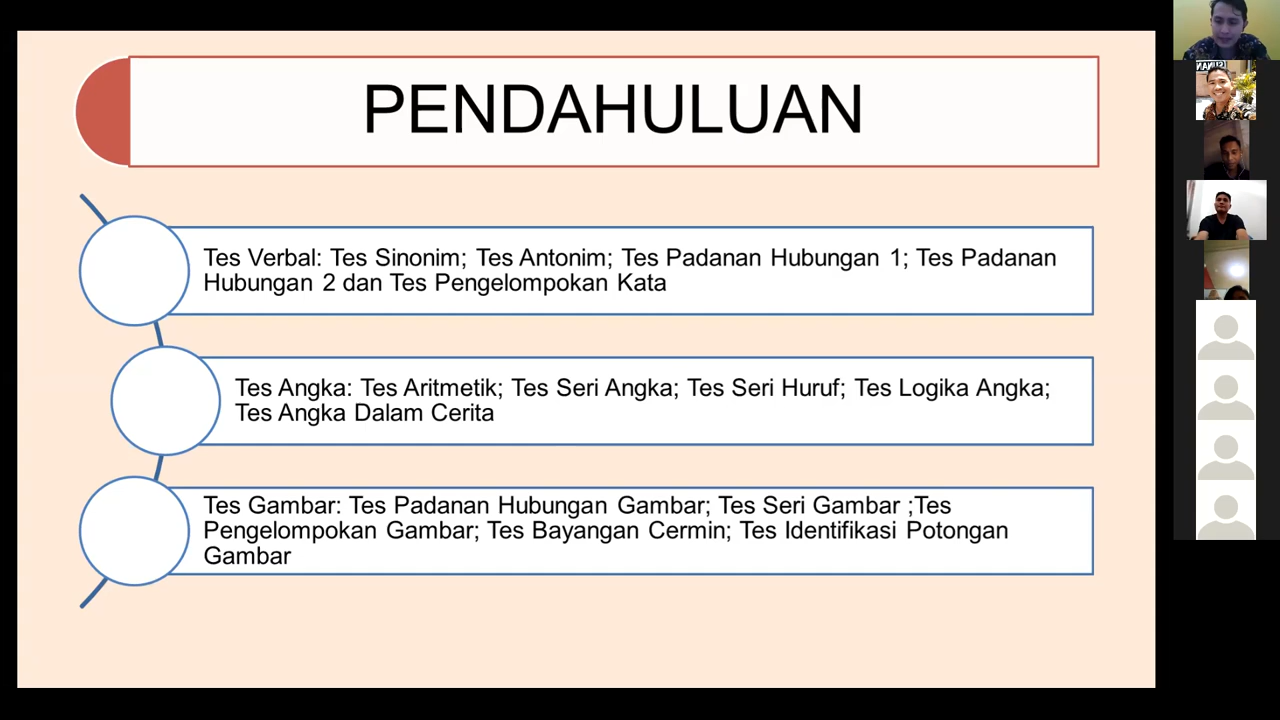 PENDAHULUAN
Tes Verbal: Tes Sinonim; Tes Antonim; Tes Padanan Hubungan 1; Tes Padanan
Hubungan 2 dan Tes Pengelompokan Kata
Tes Angka: Tes Aritmetik; Tes Seri Angka; Tes Seri Huruf; Tes Logika Angka;
Tes Angka Dalam Cerita
Tes Gambar: Tes Padanan Hubungan Gambar; Tes Seri Gambar ;Tes
Pengelompokan Gambar; Tes Bayangan Cermin; Tes Identifikasi Potongan
Gambar